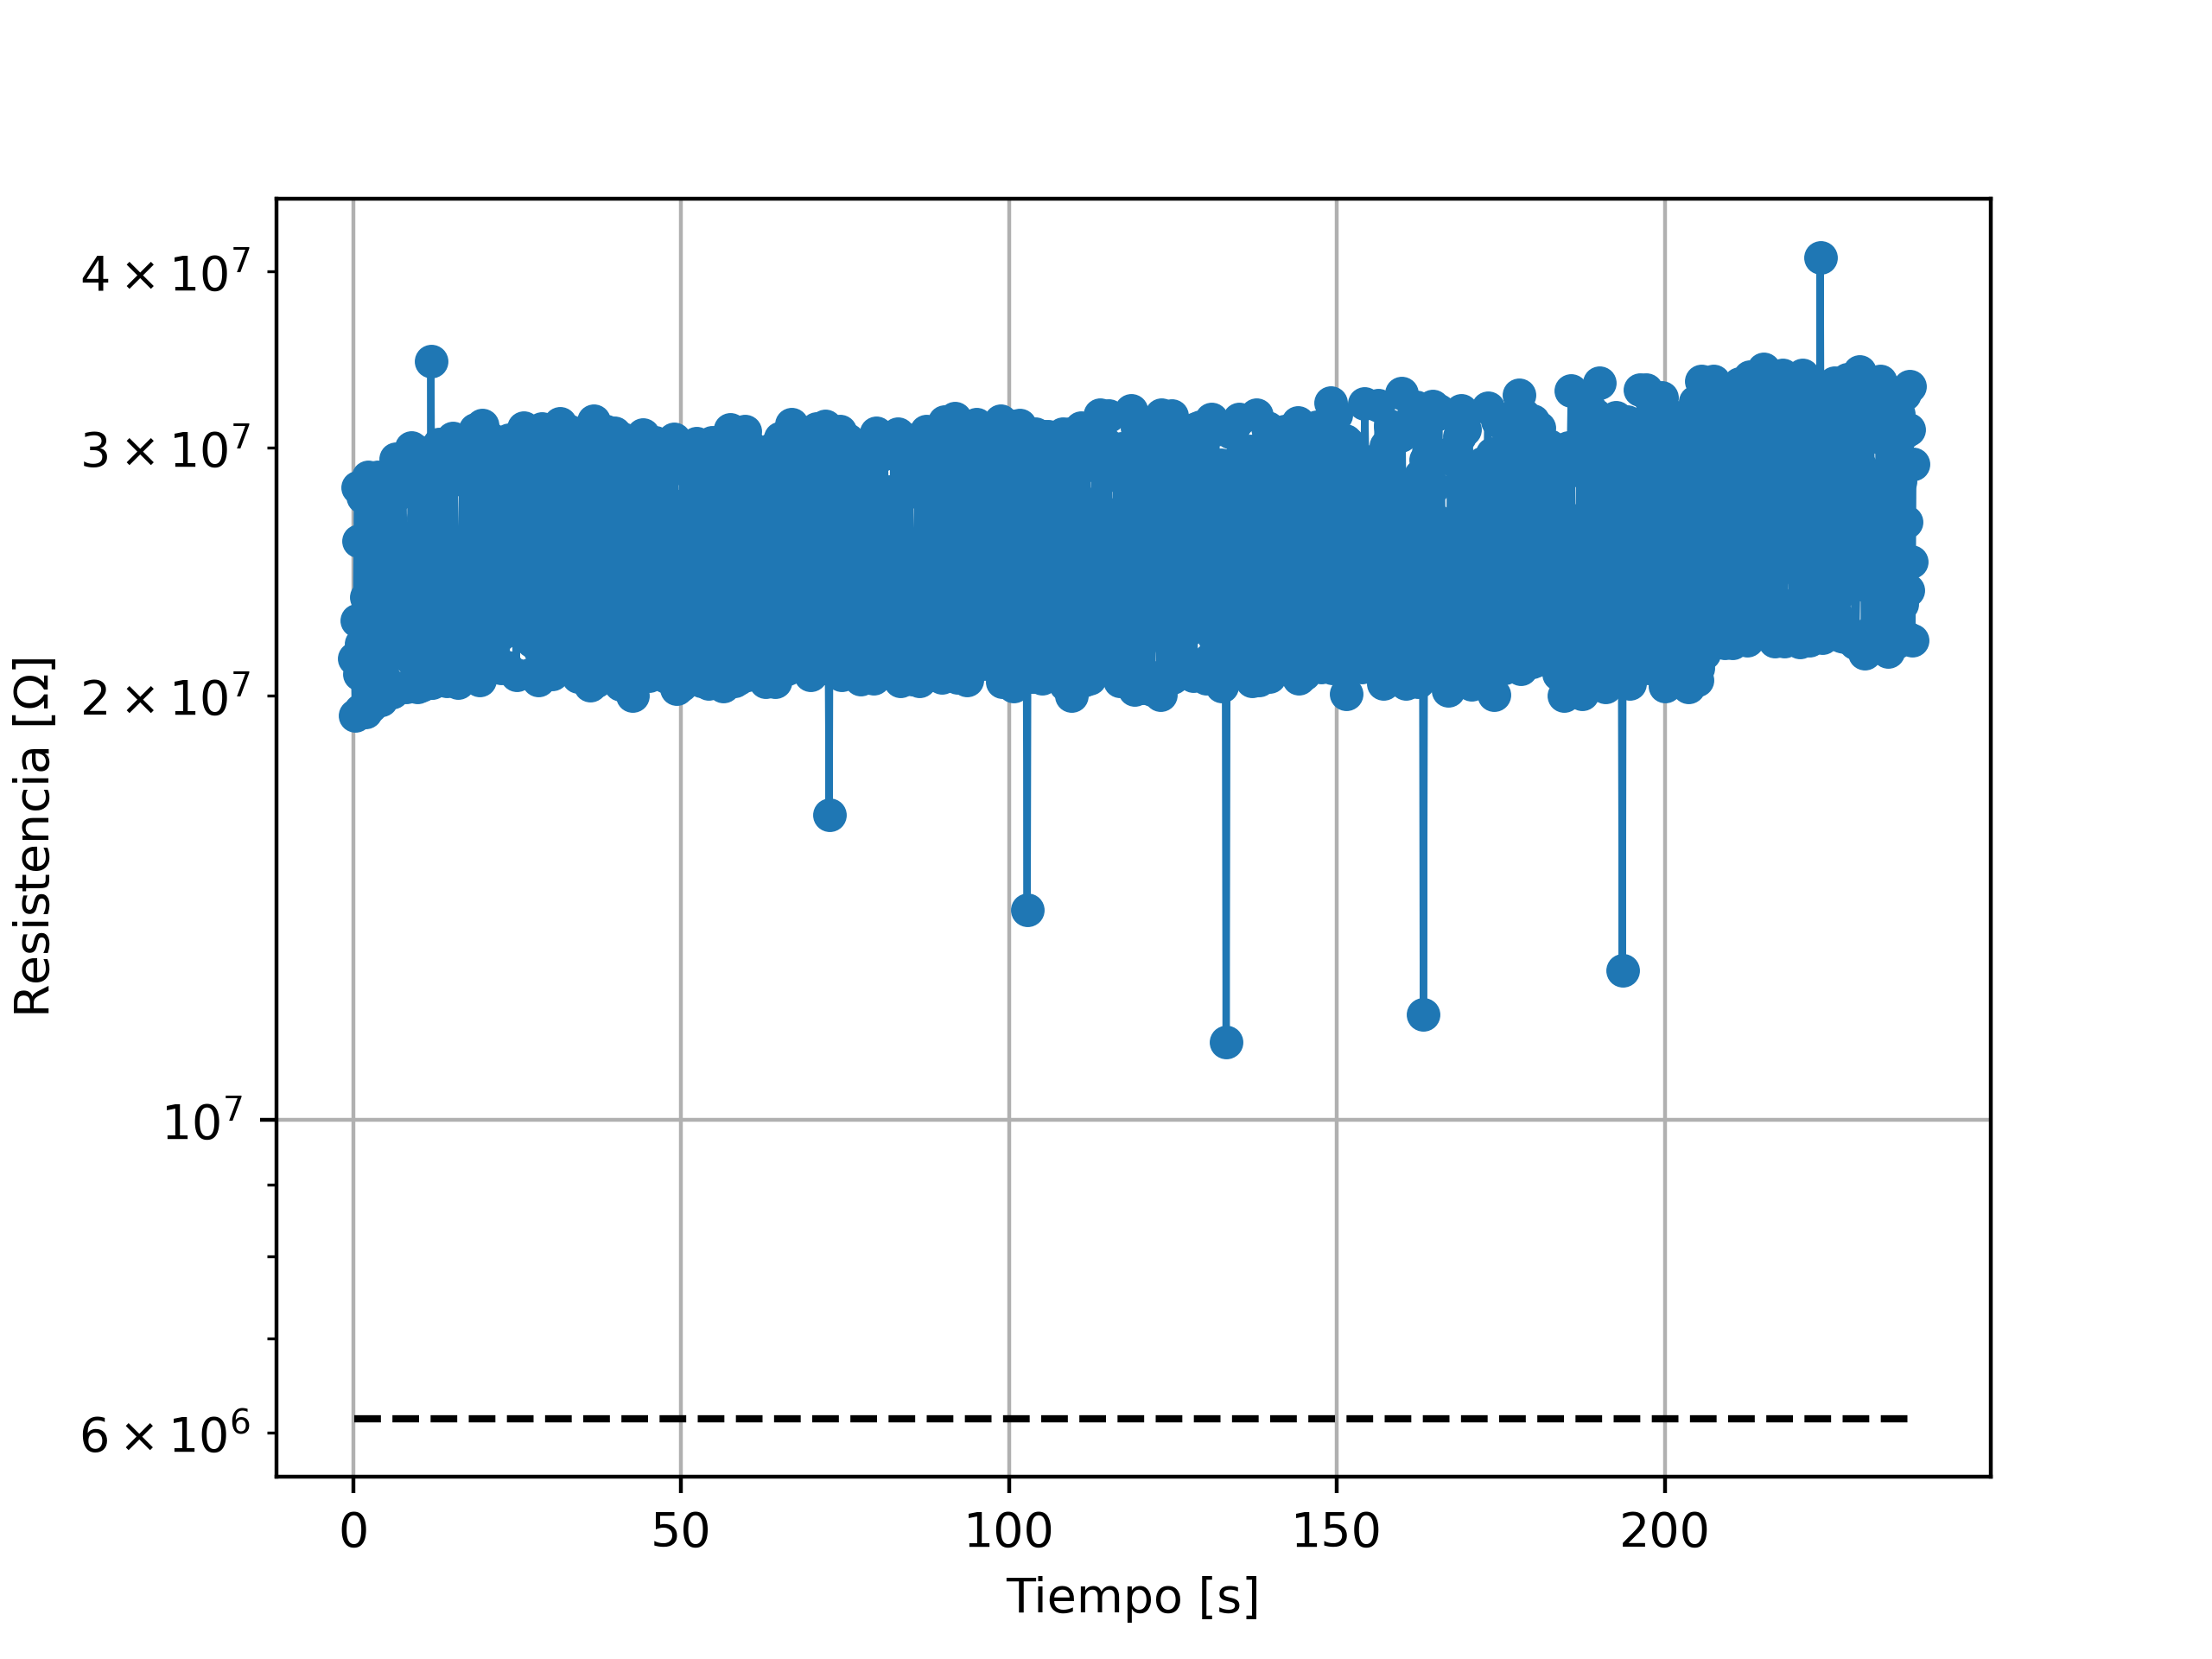 4 × 10⁷
3 × 10⁷
2 × 10⁷
10⁷
6 × 10⁶
Resistencia [Ω]
0 50 100 150 200
Tiempo [s]